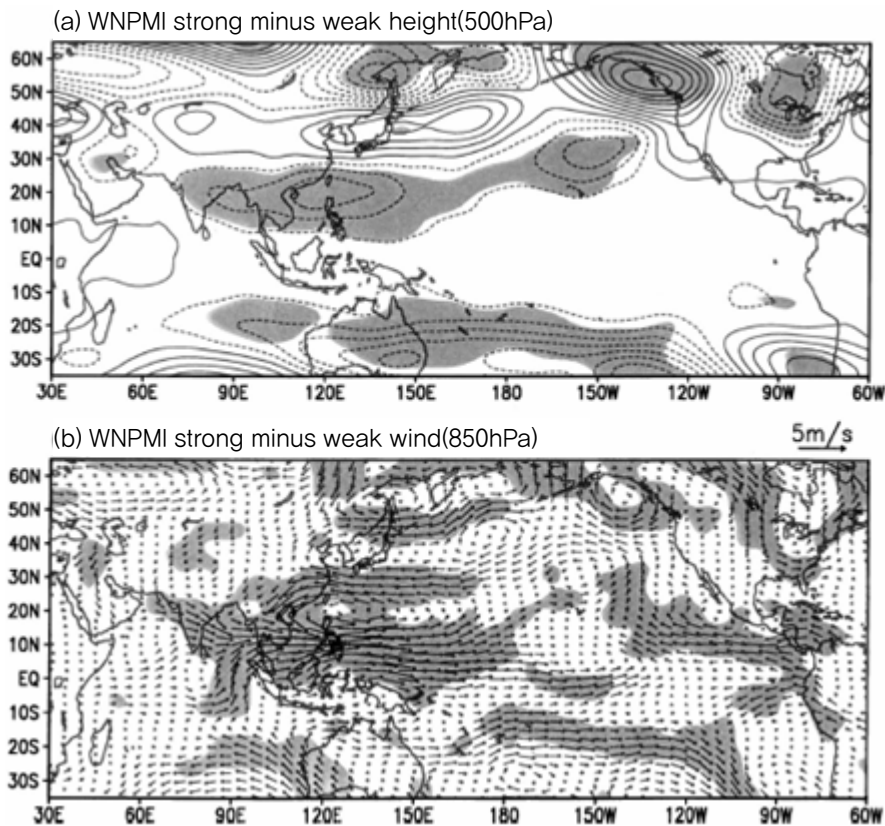 (a) WNPMI strong minus weak height(500hPa)
60N
50N
40N
30N
20N
10N
EQ
10S
20S
30S
30E 60E 90E 120E 150E 180 150W 120W 90W 60W
(b) WNPMI strong minus weak wind(850hPa)
5m/s
60N
50N
40N
30N
20N
10N
EQ
10S
20S
30S
30E 60E 90E 120E 150E 180 150W 120W 90W 60W